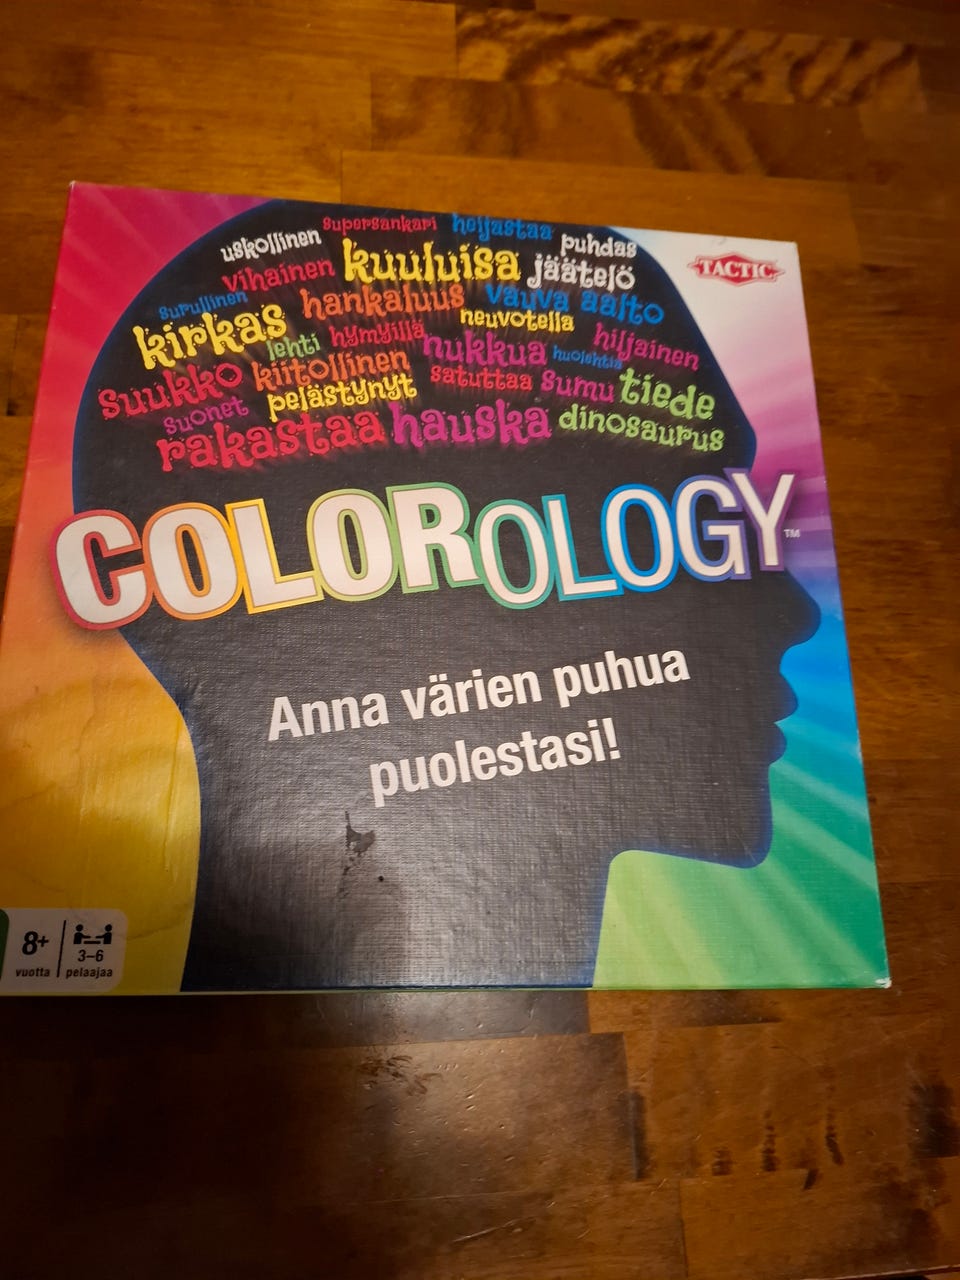 supersankari heijastaa
uskollinen puhdas
vihainen kuuluisa jäätelö
TACTIC
surullinen hankaluus vauva aalto
kirkas neuvotella
lehti hymyillä nukkua huolehtia hiljainen
suukko kiitollinen satuttaa sumu tiede
suonet pelästynyt
rakastaa hauska dinosaurus
COLOROLOGY™
Anna värien puhua
puolestasi!
8+ 3–6
vuotta pelaajaa